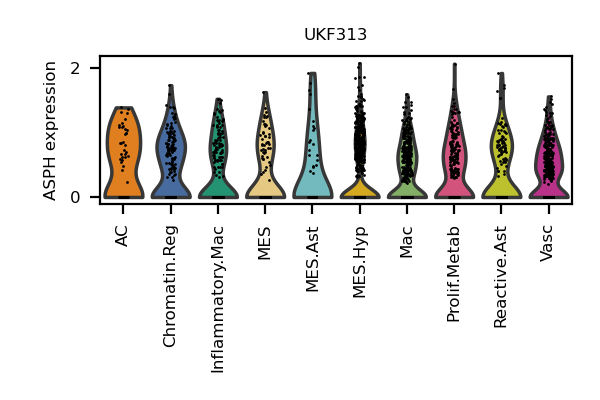 UKF313
ASPH expression
2
0
AC
Chromatin.Reg
Inflammatory.Mac
MES
MES.Ast
MES.Hyp
Mac
Prolif.Metab
Reactive.Ast
Vasc